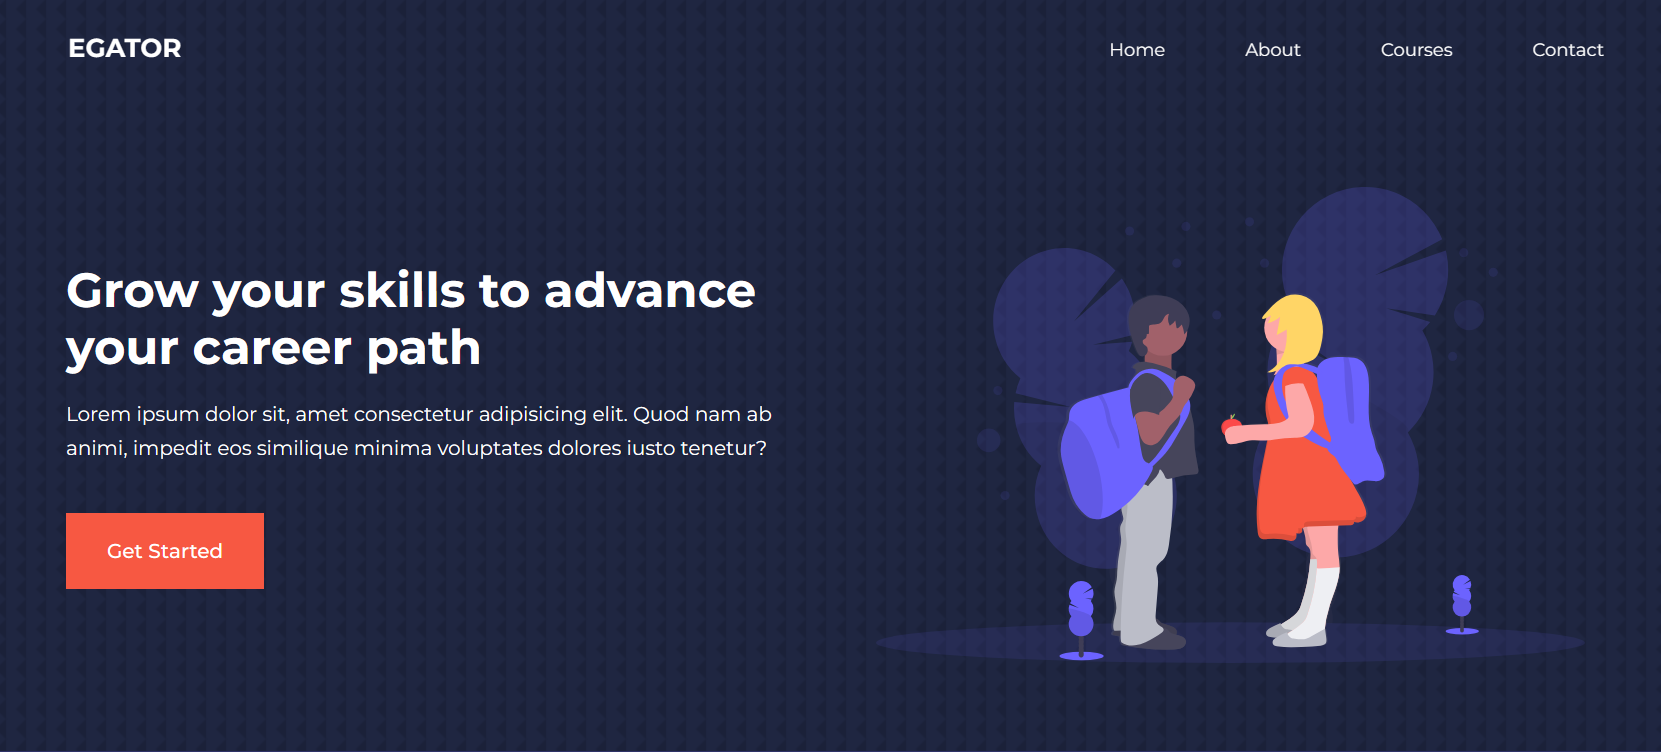 EGATOR
Home About Courses Contact
Grow your skills to advance
your career path
Lorem ipsum dolor sit, amet consectetur adipisicing elit. Quod nam ab
animi, impedit eos similique minima voluptates dolores iusto tenetur?
Get Started